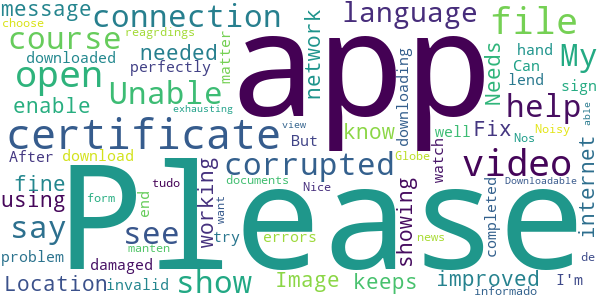 message connection language file
choose app
course reagrdings matter network Needs hand My
downloaded needed Can
perfectly lend sign
open Unable downloading help
enable
exhausting able
certificate know well Fix Noisy
But view
After download Please corrupted Globe watch video Nos internet
fine tudo documents Downloadable
using form working Nice showing completed
say end see want try errors news
manten de
problem damaged Image keeps improved I'm
Location invalid show informado